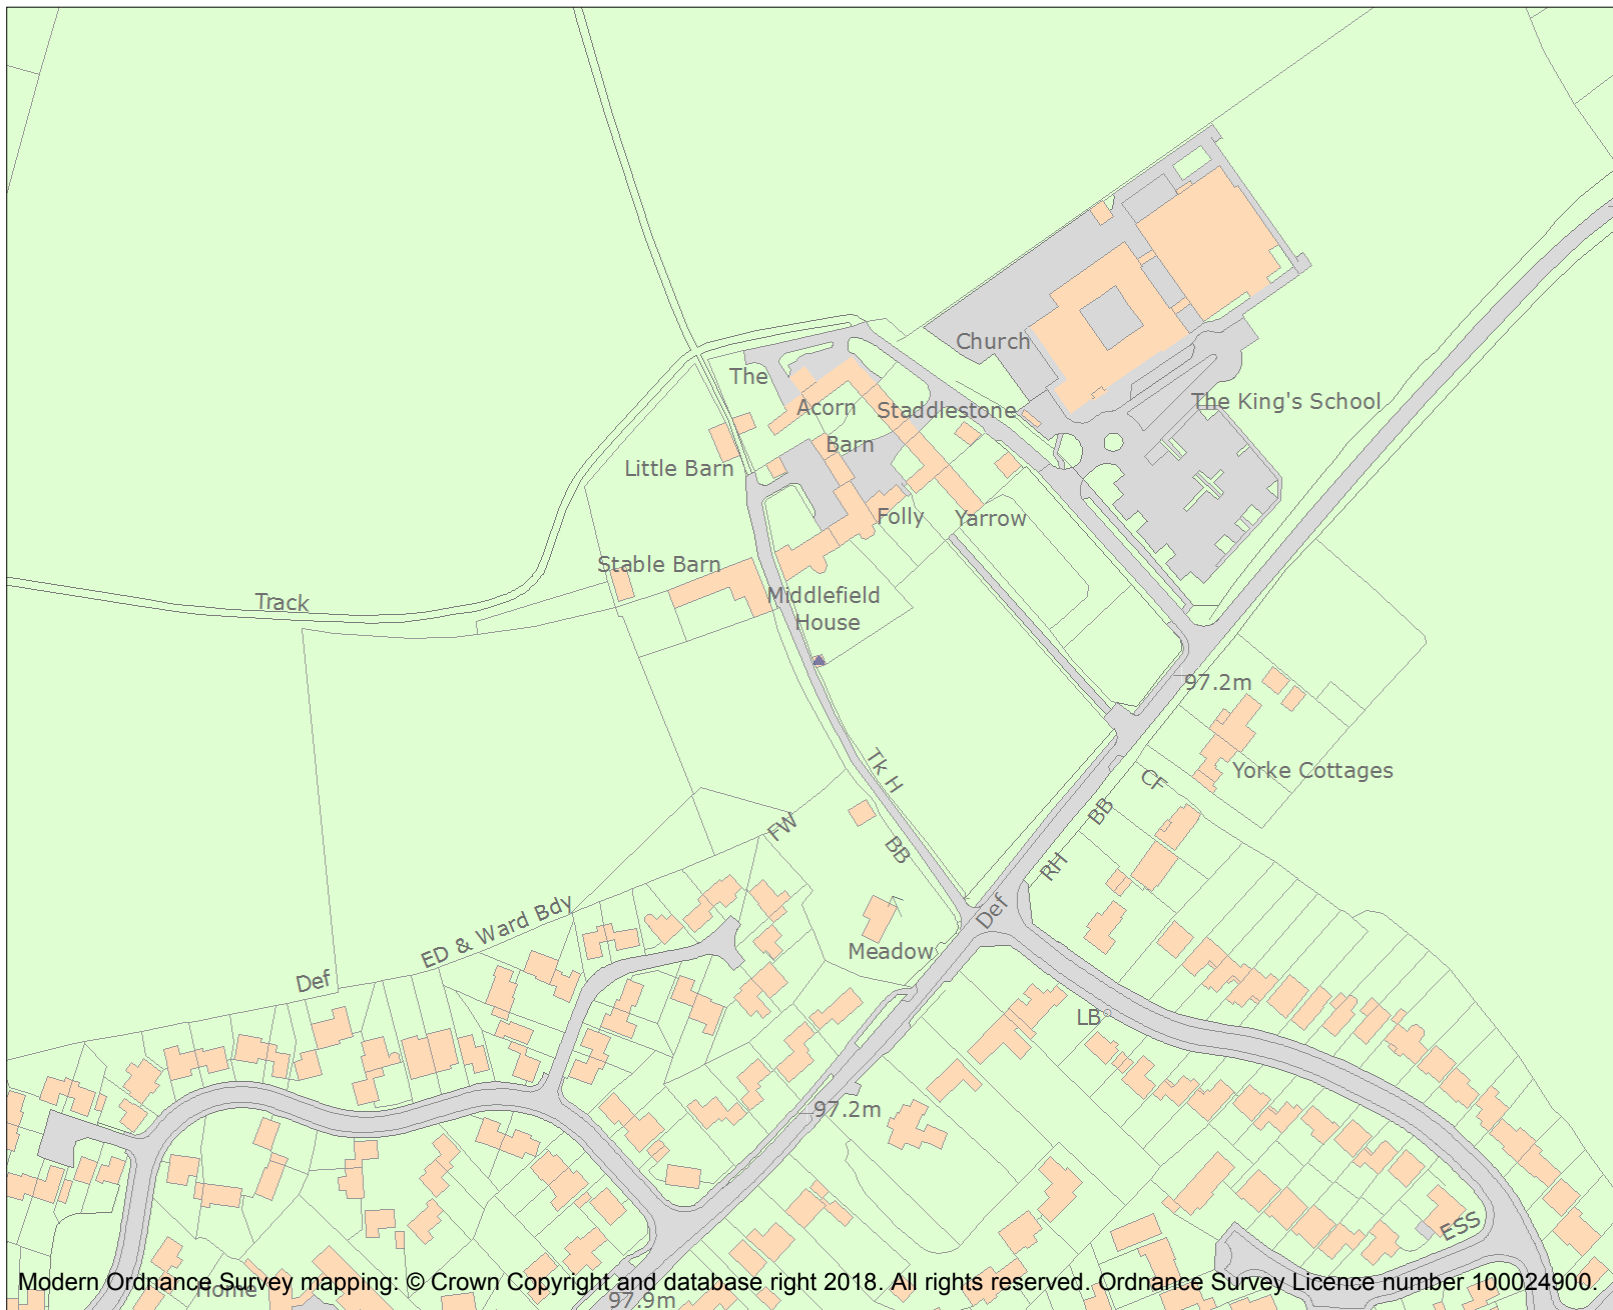 Church
The
The King's School
Acorn
Staddlestone
Barn
Little Barn
Folly
Yarrow
Stable Barn
Track
Middlefield
House
97.2m
Tk H
Yorke Cottages
CF
BB
FW
BB
RH
Def
ED & Ward Bdy
Meadow
Def
LB
97.2m
ESS
Modern Ordnance Survey mapping: © Crown Copyright and database right 2018. All rights reserved. Ordnance Survey Licence number 100024900.
Home
97.9m